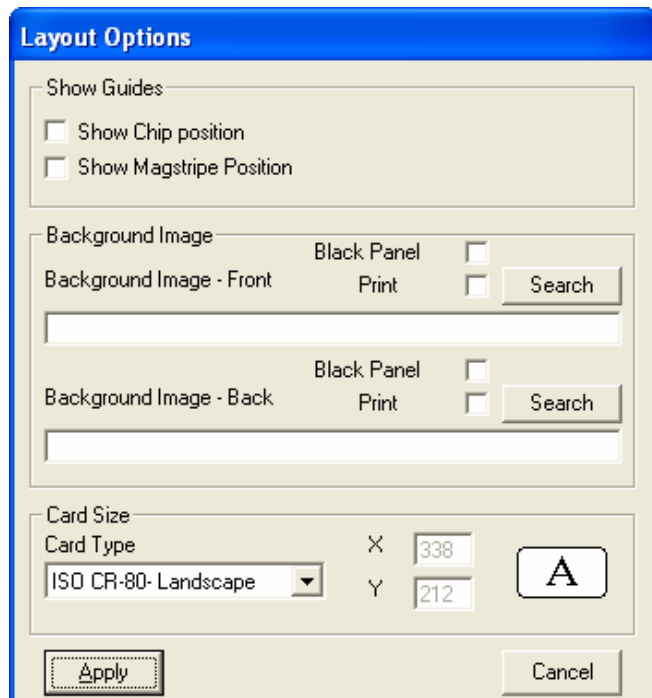 Layout Options
Show Guides
Show Chip position
Show Magstripe Position
Background Image
Black Panel
Background Image - Front Print Search
Black Panel
Background Image - Back Print Search
Card Size
Card Type X 338
ISO CR-80- Landscape Y 212 A
Apply Cancel